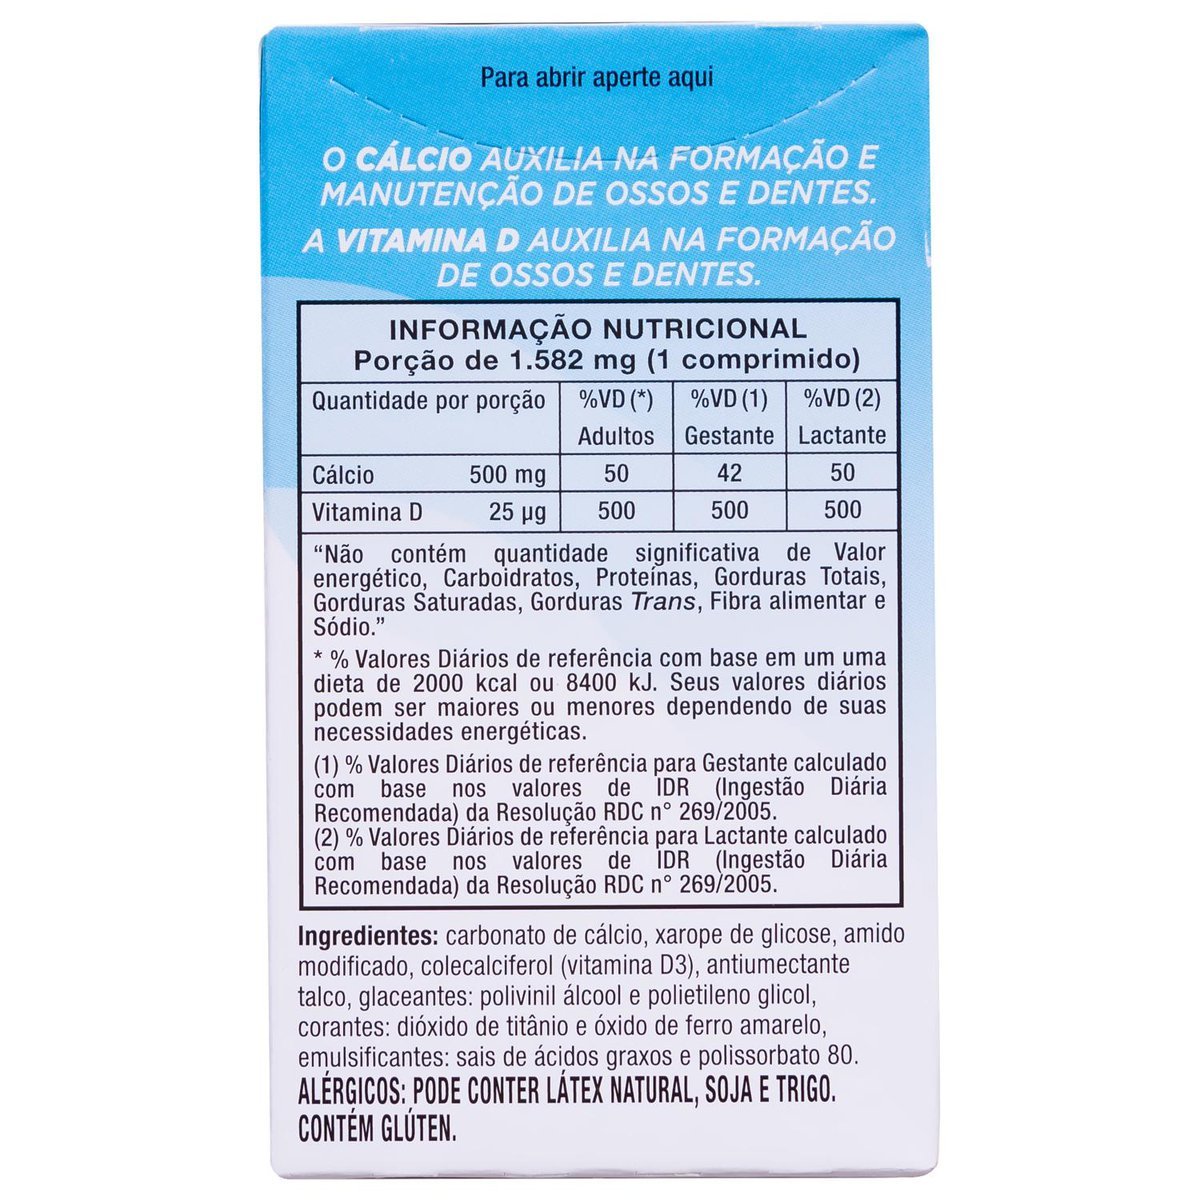 Para abrir aperte aqui
O CÁLCIO AUXILIA NA FORMAÇÃO E
MANUTENÇÃO DE OSSOS E DENTES.
A VITAMINA D AUXILIA NA FORMAÇÃO
DE OSSOS E DENTES.
INFORMAÇÃO NUTRICIONAL
Porção de 1.582 mg (1 comprimido)
Quantidade por porção %VD (*) %VD (1) %VD (2)
Adultos Gestante Lactante
Cálcio 500 mg 50 42 50
Vitamina D 25 µg 500 500 500
“Não contém quantidade significativa de Valor
energético, Carboidratos, Proteínas, Gorduras Totais,
Gorduras Saturadas, Gorduras Trans, Fibra alimentar e
Sódio.”
* % Valores Diários de referência com base em um uma
dieta de 2000 kcal ou 8400 kJ. Seus valores diários
podem ser maiores ou menores dependendo de suas
necessidades energéticas.
(1) % Valores Diários de referência para Gestante calculado
com base nos valores de IDR (Ingestão Diária
Recomendada) da Resolução RDC n° 269/2005.
(2) % Valores Diários de referência para Lactante calculado
com base nos valores de IDR (Ingestão Diária
Recomendada) da Resolução RDC n° 269/2005.
Ingredientes: carbonato de cálcio, xarope de glicose, amido
modificado, colecalciferol (vitamina D3), antiumectante
talco, glaceantes: polivinil álcool e polietileno glicol,
corantes: dióxido de titânio e óxido de ferro amarelo,
emulsificantes: sais de ácidos graxos e polissorbato 80.
ALÉRGICOS: PODE CONTER LÁTEX NATURAL, SOJA E TRIGO.
CONTÉM GLÚTEN.